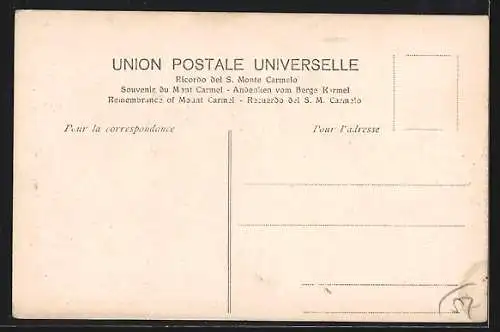 UNION POSTALE UNIVERSELLE
Ricordo del S. Monte Carmelo
Souvenir du Mont Carmel - Andenken vom Berge Karmel
Remembrance of Mount Carmel - Recuerdo del S. M. Carmelo
Pour la correspondance
Pour l'adresse